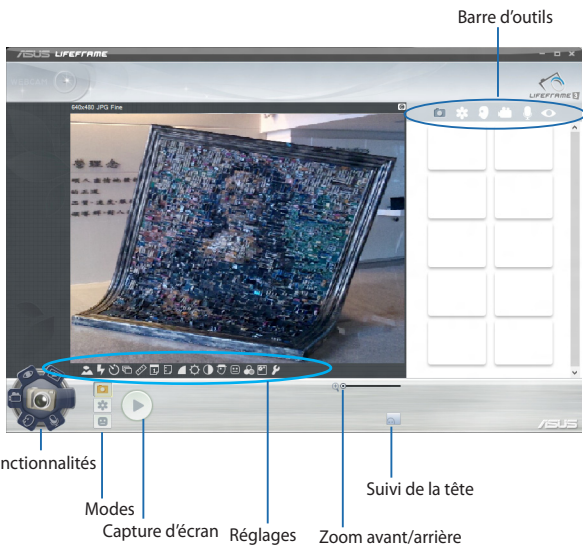 Barre d'outils
ASUS LIFEFRAME
LIFEFRAME 3
640x480 JPG Fine
ASUS
nctionnalités
Modes
Capture d'écran
Réglages
Zoom avant/arrière
Suivi de la tête